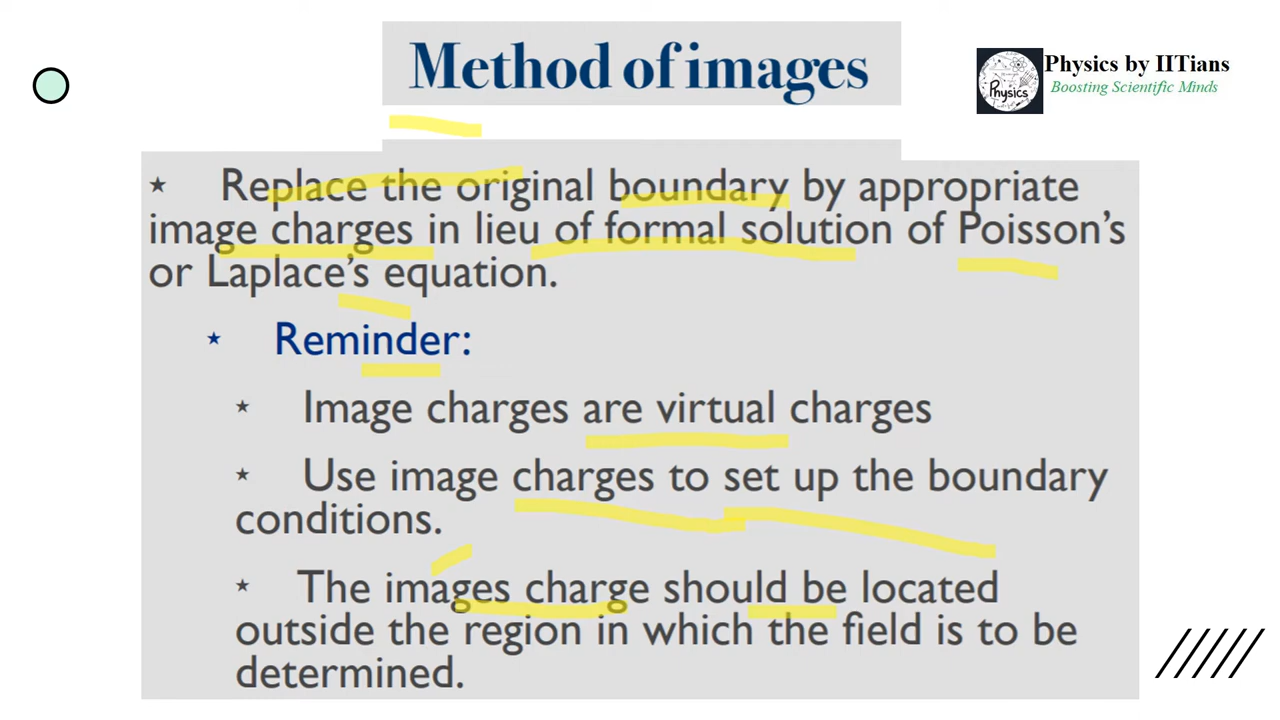 Method of images
Physics by IITians
Boosting Scientific Minds
Physics
★ Replace the original boundary by appropriate
image charges in lieu of formal solution of Poisson's
or Laplace's equation.
★ Reminder:
★ Image charges are virtual charges
★ Use image charges to set up the boundary
conditions.
★ The images charge should be located
outside the region in which the field is to be
determined.